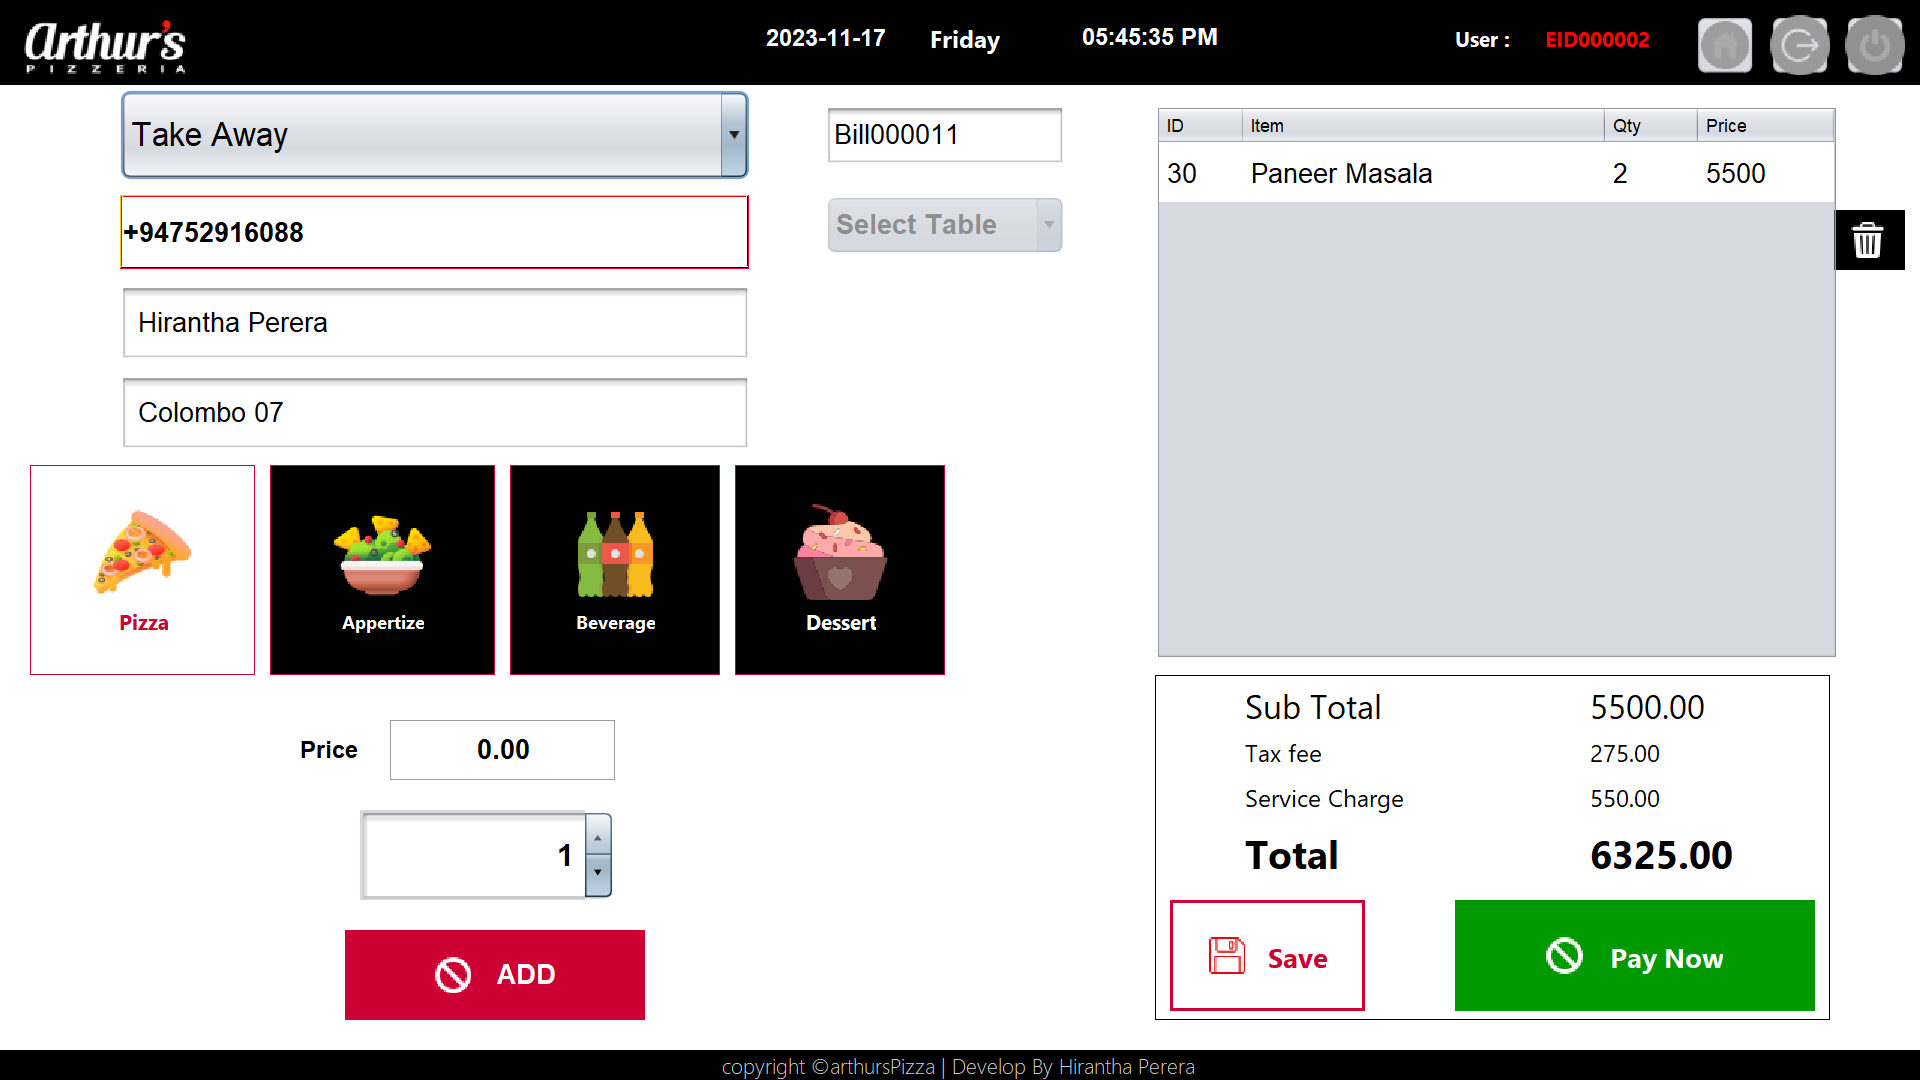 Arthur's
PIZZERIA
2023-11-17 Friday 05:45:35 PM User : EID000002
Take Away
+94752916088
Hirantha Perera
Colombo 07
Bill000011
Select Table
ID Item Qty Price
30 Paneer Masala 2 5500
Pizza Appertize Beverage Dessert
Price 0.00
1
ADD
Sub Total 5500.00
Tax fee 275.00
Service Charge 550.00
Total 6325.00
Save Pay Now
copyright ©arthursPizza | Develop By Hirantha Perera